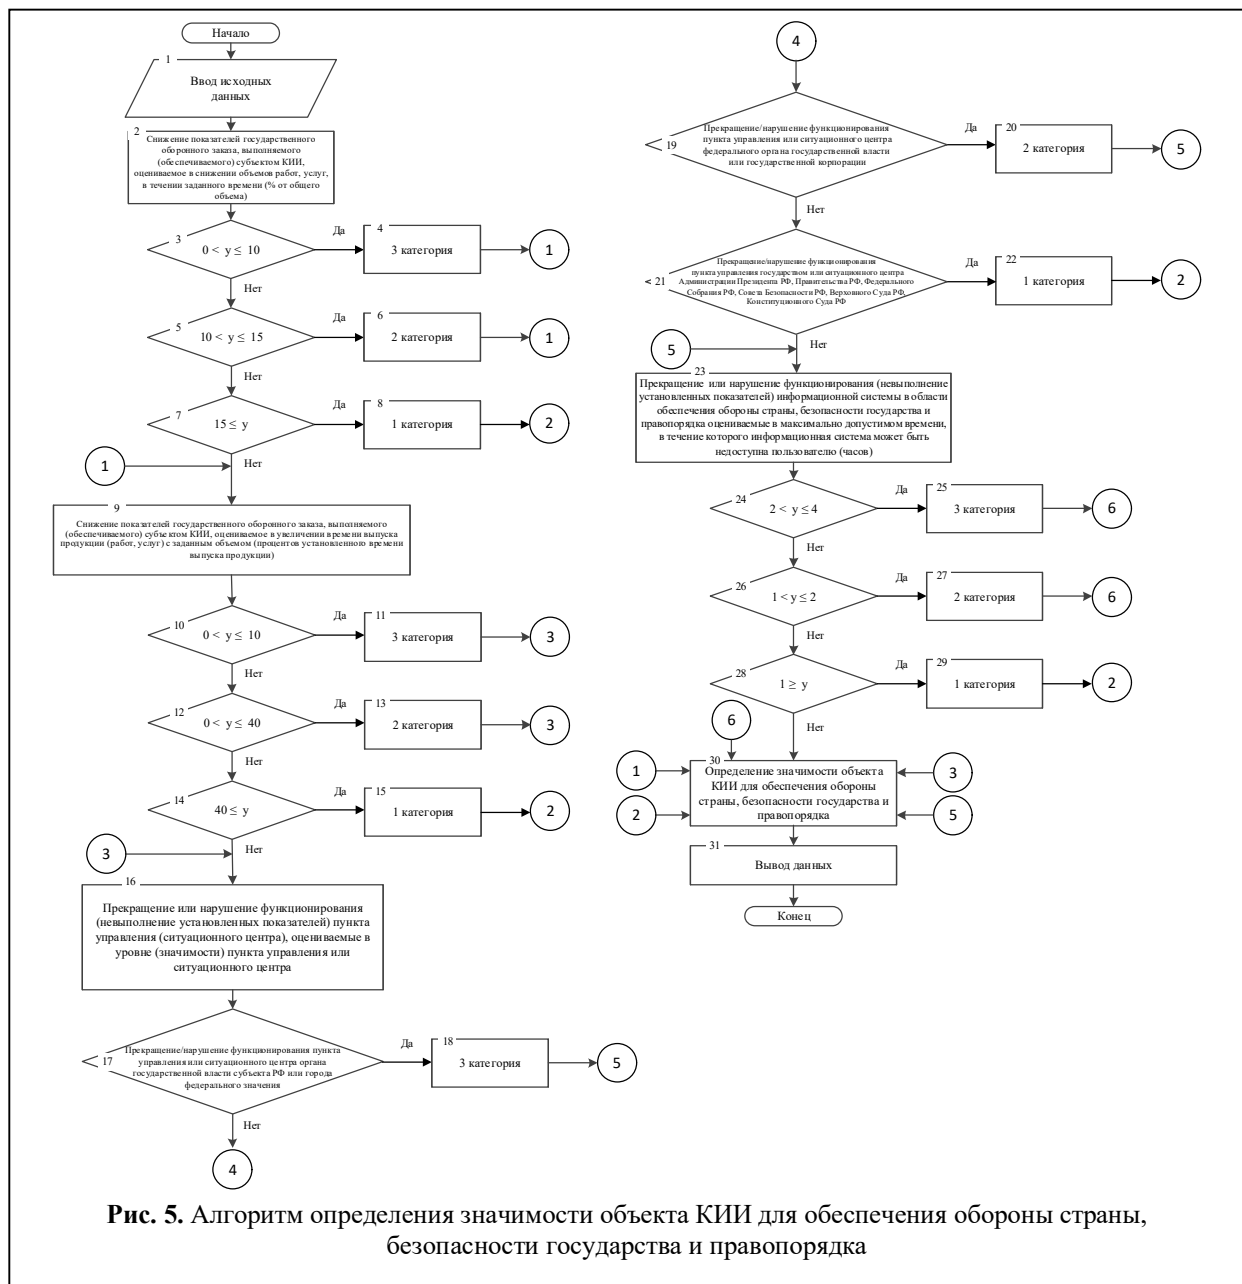 Начало
1
Ввод исходных
данных
2
Снижение показателей государственного
оборонного заказа, выполняемого
(обеспечиваемого) субъектом КИИ,
оцениваемое в снижении объемов работ, услуг,
в течении заданного времени (% от общего
объема)
3
0 < y ≤ 10
Да
4
3 категория
1
Нет
5
10 < y ≤ 15
Да
6
2 категория
1
Нет
7
15 ≤ y
Да
8
1 категория
2
Нет
1
9
Снижение показателей государственного оборонного заказа, выполняемого
(обеспечиваемого) субъектом КИИ, оцениваемое в увеличении времени выпуска
продукции (работ, услуг) с заданным объемом (процентов установленного времени
выпуска продукции)
10
0 < y ≤ 10
Да
11
3 категория
3
Нет
12
0 < y ≤ 40
Да
13
2 категория
3
Нет
14
40 ≤ y
Да
15
1 категория
2
Нет
3
16
Прекращение или нарушение функционирования
(невыполнение установленных показателей) пункта
управления (ситуационного центра), оцениваемые в
уровне (значимости) пункта управления или
ситуационного центра
17
Прекращение/нарушение функционирования пункта
управления или ситуационного центра органа
государственной власти субъекта РФ или города
федерального значения
Да
18
3 категория
5
Нет
4
4
19
Прекращение/нарушение функционирования
пункта управления или ситуационного центра
федерального органа государственной власти
или государственной корпорации
Да
20
2 категория
5
Нет
21
Прекращение/нарушение функционирования
пункта управления государством или ситуационного центра
Администрации Президента РФ, Правительства РФ, Федерального
Собрания РФ, Совета Безопасности РФ, Верховного Суда РФ,
Конституционного Суда РФ
Да
22
1 категория
2
Нет
5
23
Прекращение или нарушение функционирования (невыполнение
установленных показателей) информационной системы в области
обеспечения обороны страны, безопасности государства и
правопорядка оцениваемые в максимально допустимом времени,
в течение которого информационная система может быть
недоступна пользователю (часов)
24
2 < y ≤ 4
Да
25
3 категория
6
Нет
26
1 < y ≤ 2
Да
27
2 категория
6
Нет
28
1 ≥ y
Да
29
1 категория
2
Нет
6
30
Определение значимости объекта
КИИ для обеспечения обороны
страны, безопасности государства и
правопорядка
1
2
3
5
31
Вывод данных
Конец
Рис. 5. Алгоритм определения значимости объекта КИИ для обеспечения обороны страны,
безопасности государства и правопорядка